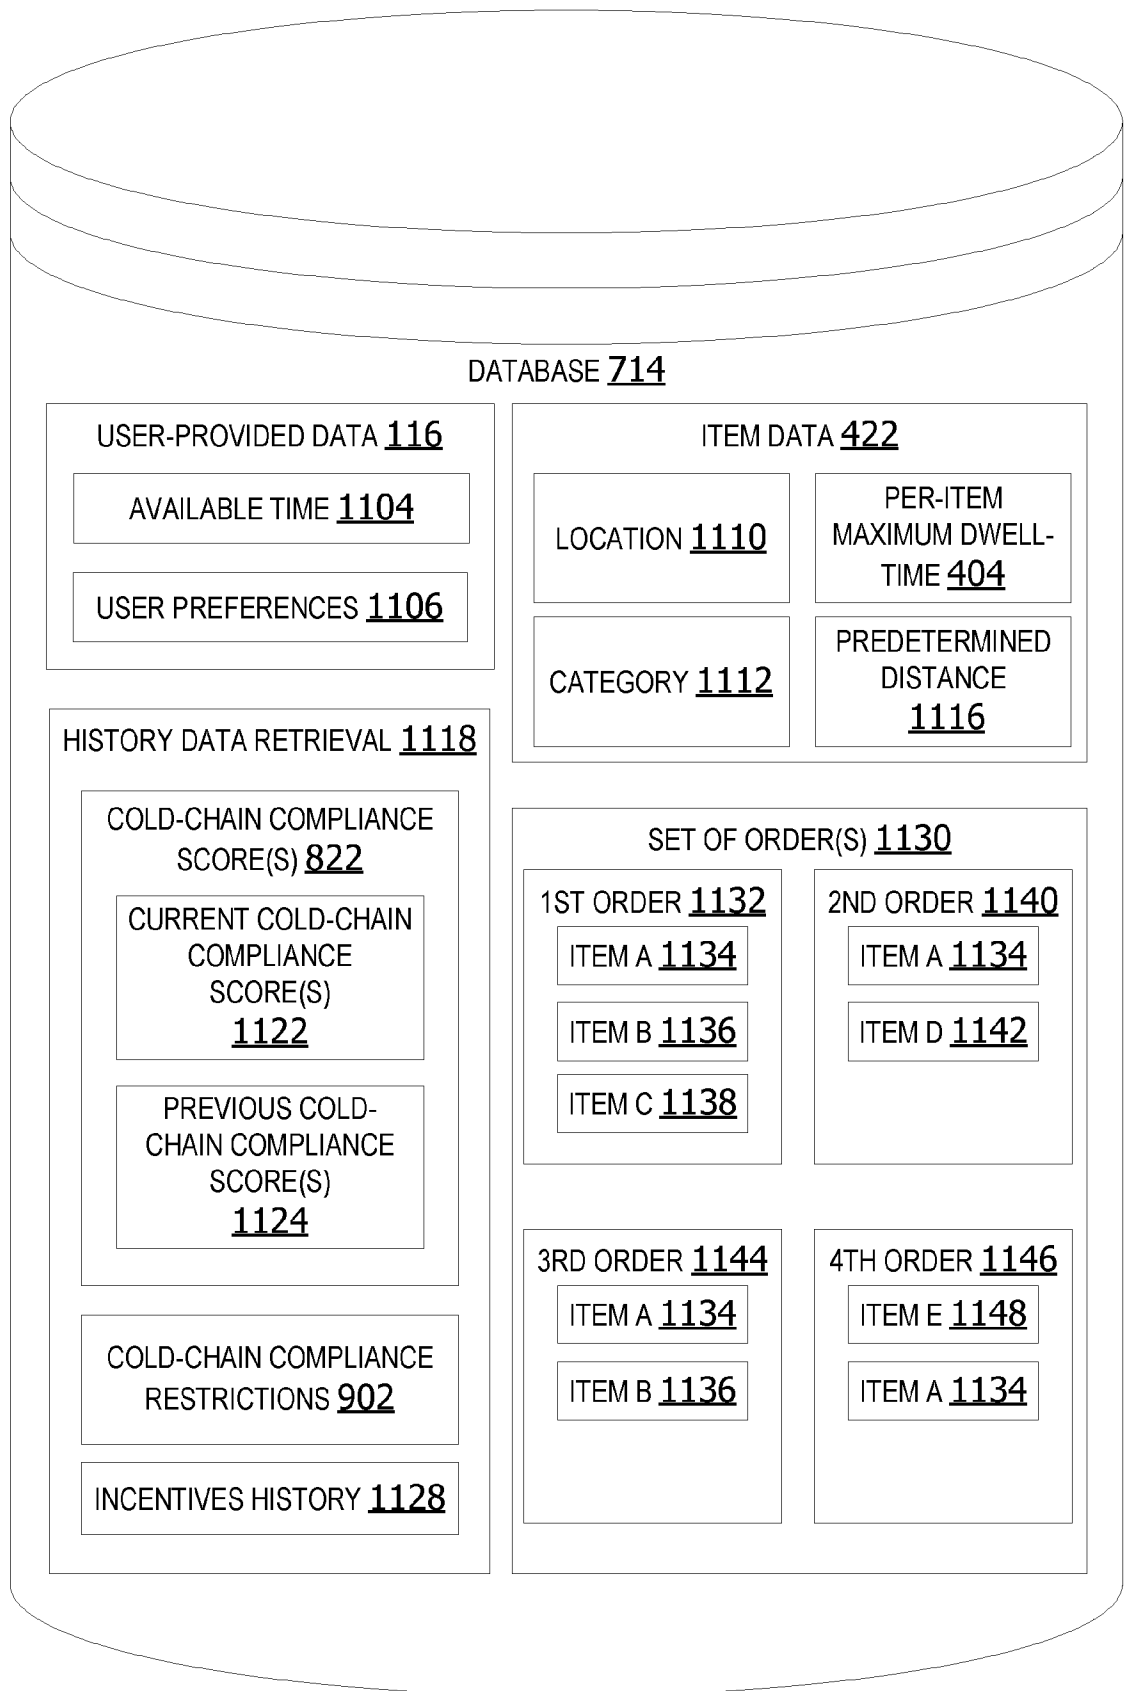 DATABASE 714
USER-PROVIDED DATA 116
AVAILABLE TIME 1104
USER PREFERENCES 1106
ITEM DATA 422
LOCATION 1110
PER-ITEM
MAXIMUM DWELL-
TIME 404
CATEGORY 1112
PREDETERMINED
DISTANCE
1116
HISTORY DATA RETRIEVAL 1118
COLD-CHAIN COMPLIANCE
SCORE(S) 822
CURRENT COLD-CHAIN
COMPLIANCE
SCORE(S)
1122
PREVIOUS COLD-
CHAIN COMPLIANCE
SCORE(S)
1124
COLD-CHAIN COMPLIANCE
RESTRICTIONS 902
INCENTIVES HISTORY 1128
SET OF ORDER(S) 1130
1ST ORDER 1132
ITEM A 1134
ITEM B 1136
ITEM C 1138
2ND ORDER 1140
ITEM A 1134
ITEM D 1142
3RD ORDER 1144
ITEM A 1134
ITEM B 1136
4TH ORDER 1146
ITEM E 1148
ITEM A 1134